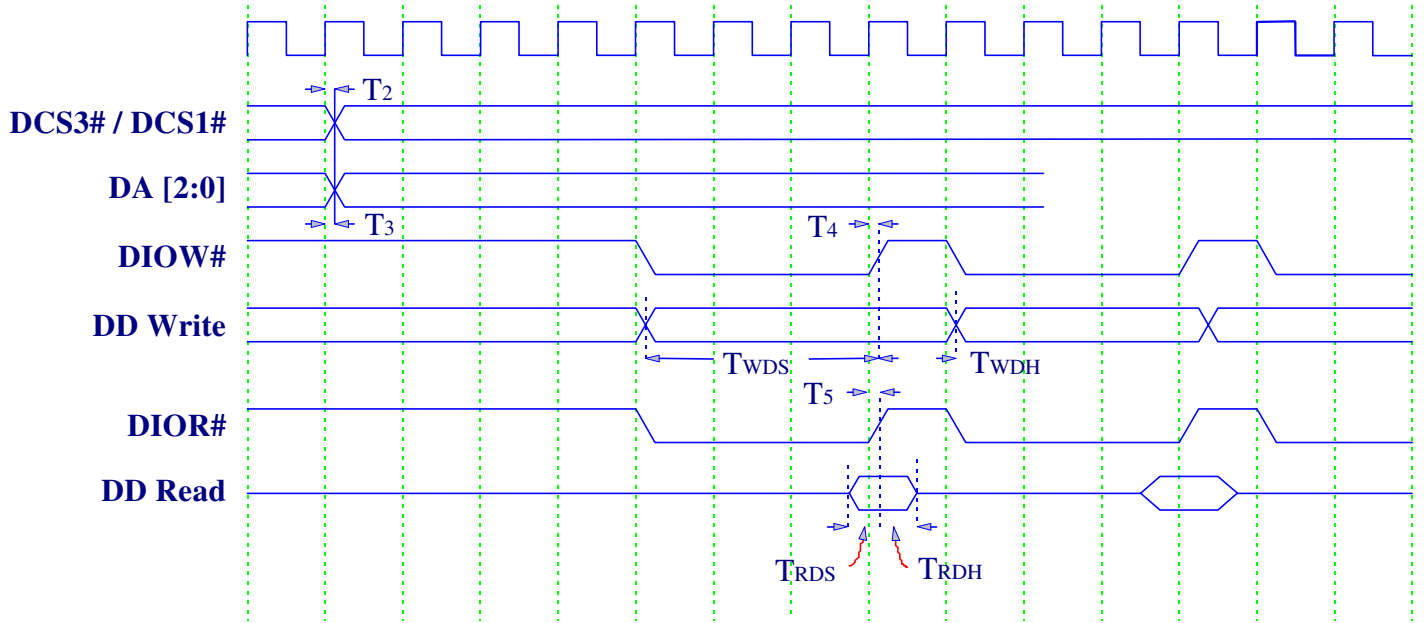 T2
DCS3# / DCS1#
DA [2:0]
T3
T4
DIOW#
DD Write
TWDS
TWDH
T5
DIOR#
DD Read
TRDS
TRDH